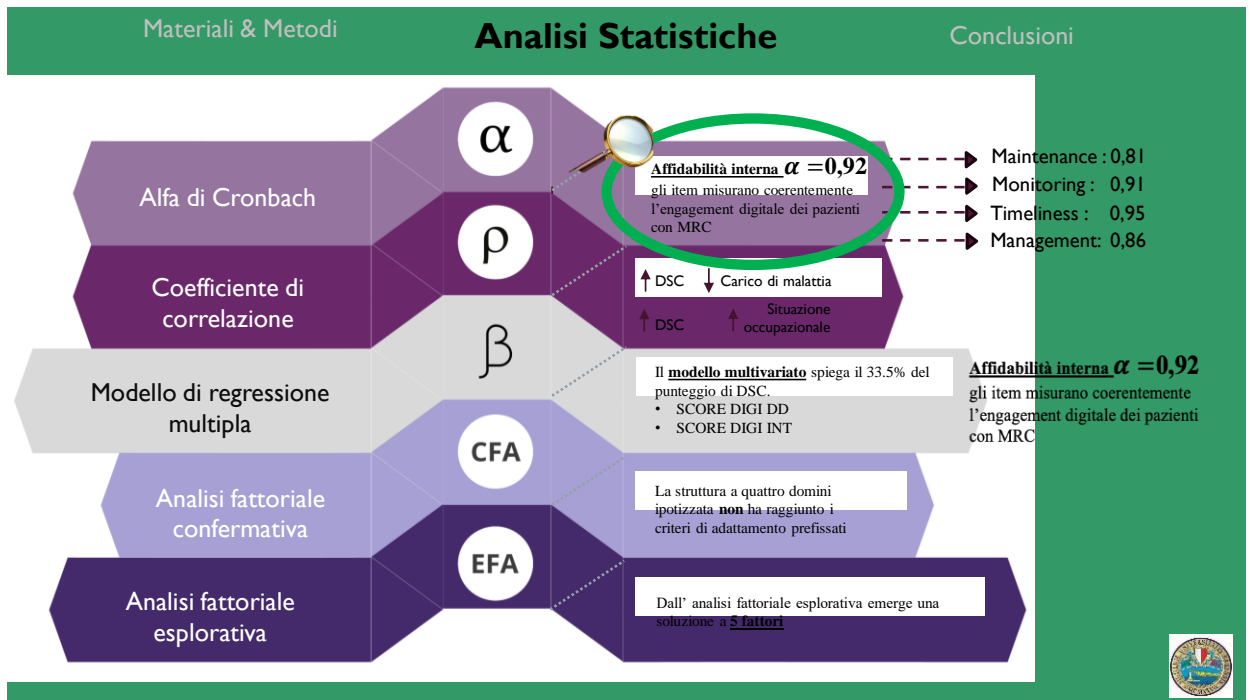 Materiali & Metodi
Analisi Statistiche
Conclusioni
α
Alfa di Cronbach
Affidabilità interna α =0,92
gli item misurano coerentemente
l'engagement digitale dei pazienti
con MRC
Maintenance : 0,81
Monitoring : 0,91
Timeliness : 0,95
Management: 0,86
ρ
Coefficiente di
correlazione
DSC Carico di malattia
DSC Situazione
occupazionale
β
Modello di regressione
multipla
Il modello multivariato spiega il 33.5% del
punteggio di DSC.
• SCORE DIGI DD
• SCORE DIGI INT
Affidabilità interna α =0,92
gli item misurano coerentemente
l'engagement digitale dei pazienti
con MRC
CFA
Analisi fattoriale
confermativa
La struttura a quattro domini
ipotizzata non ha raggiunto i
criteri di adattamento prefissati
EFA
Analisi fattoriale
esplorativa
Dall' analisi fattoriale esplorativa emerge una
soluzione a 5 fattori